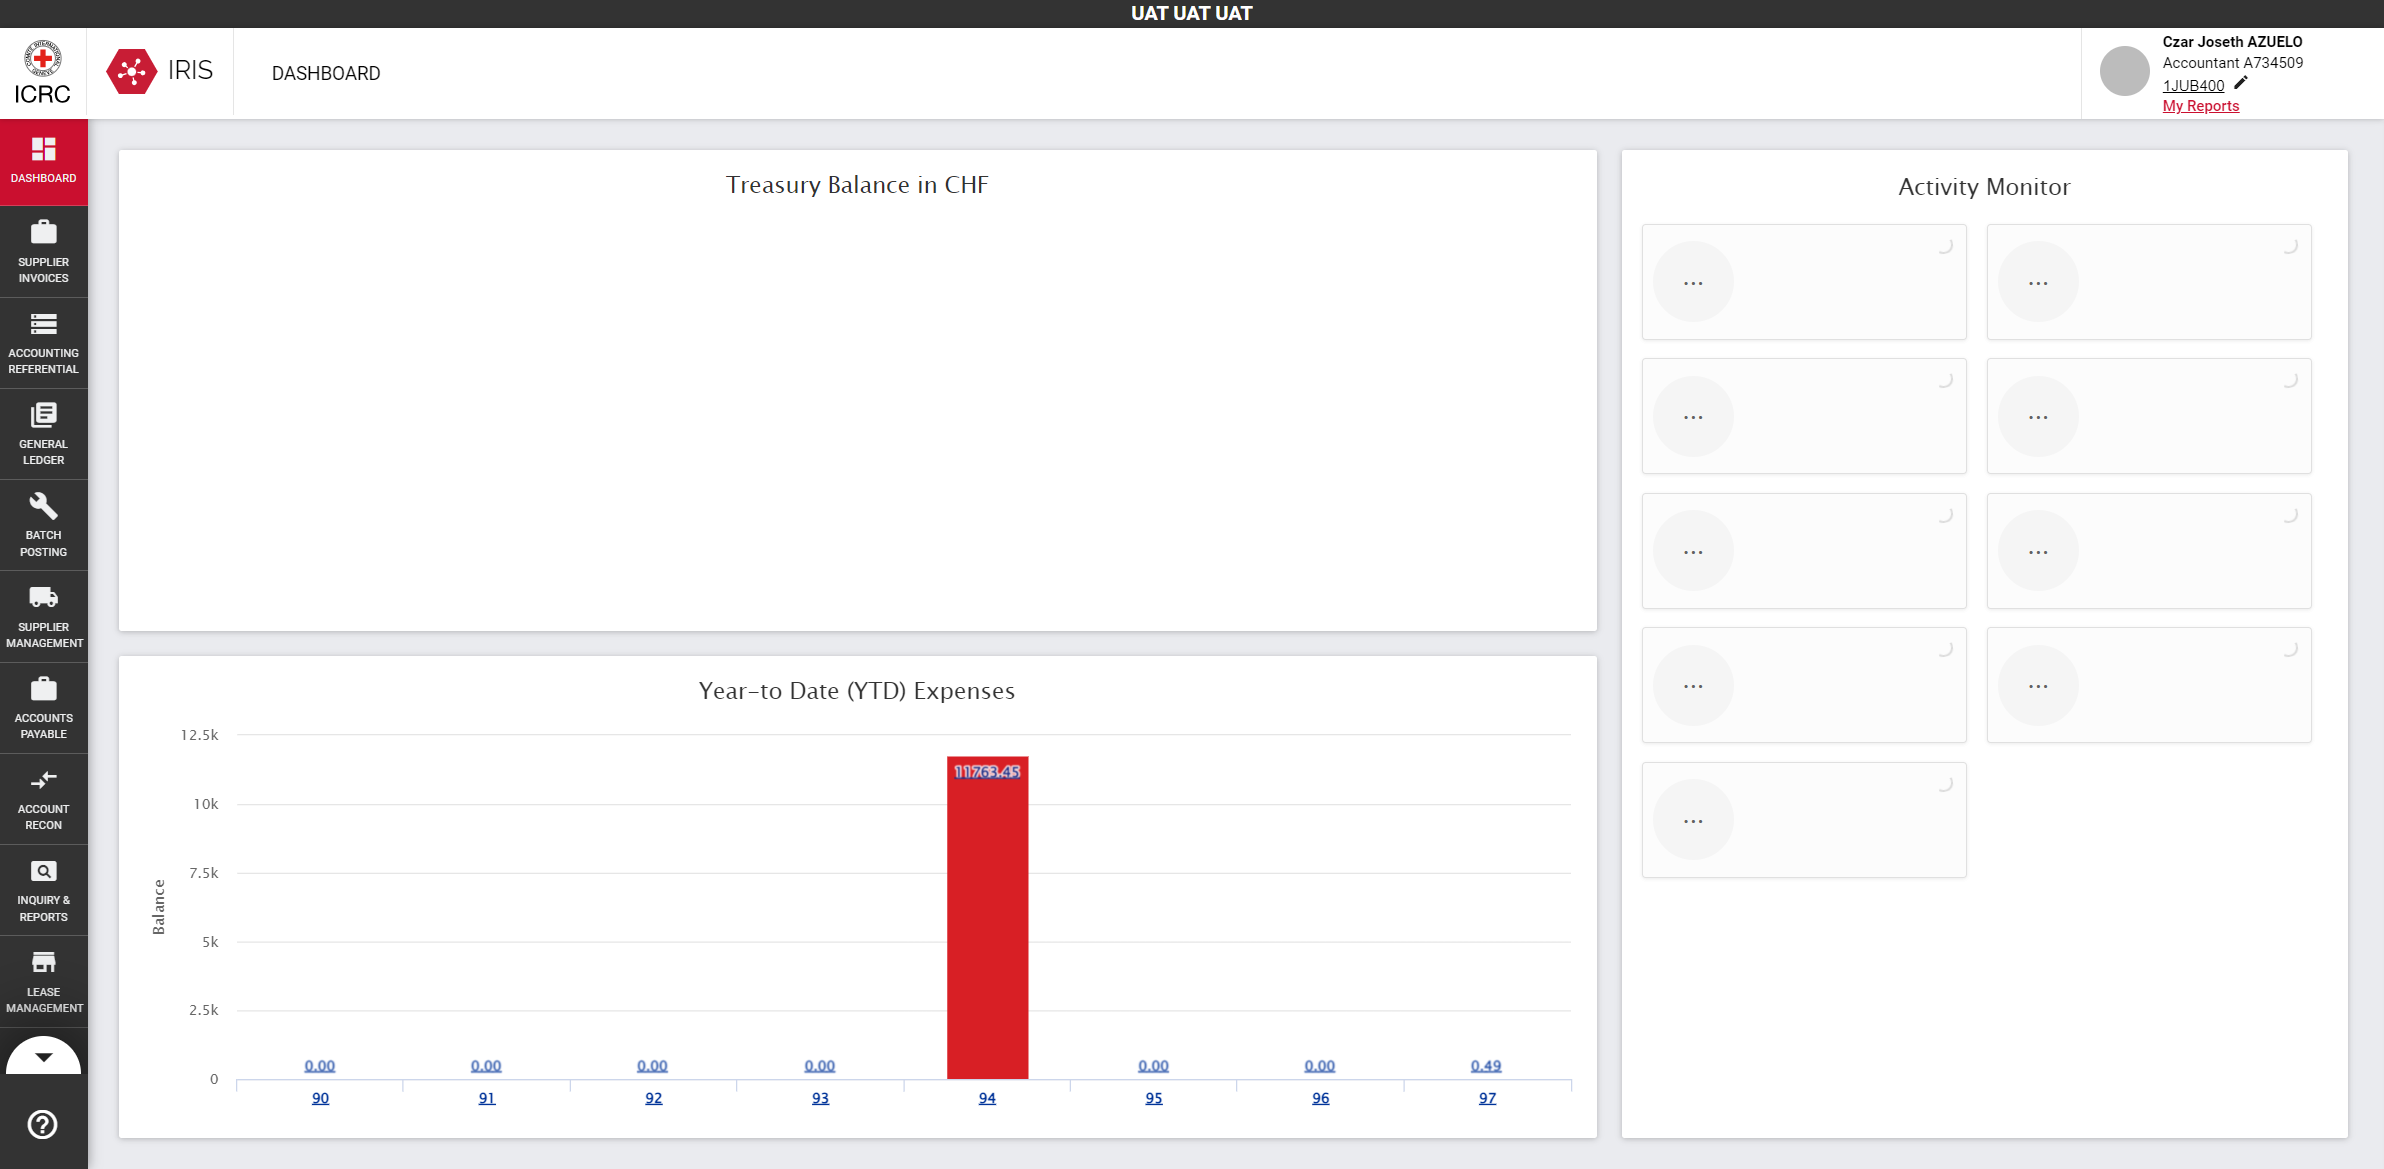 UAT UAT UAT
ICRC
IRIS
DASHBOARD
Czar Joseth AZUELO
Accountant A734509
1JUB400
My Reports
DASHBOARD
SUPPLIER
INVOICES
ACCOUNTING
REFERENTIAL
GENERAL
LEDGER
BATCH
POSTING
SUPPLIER
MANAGEMENT
ACCOUNTS
PAYABLE
ACCOUNT
RECON
INQUIRY &
REPORTS
LEASE
MANAGEMENT
Treasury Balance in CHF
Year-to Date (YTD) Expenses
Balance
12.5k
10k
7.5k
5k
2.5k
0
0.00 0.00 0.00 0.00 11763.45 0.00 0.00 0.49
90 91 92 93 94 95 96 97
Activity Monitor
... ...
... ...
... ...
... ...
...